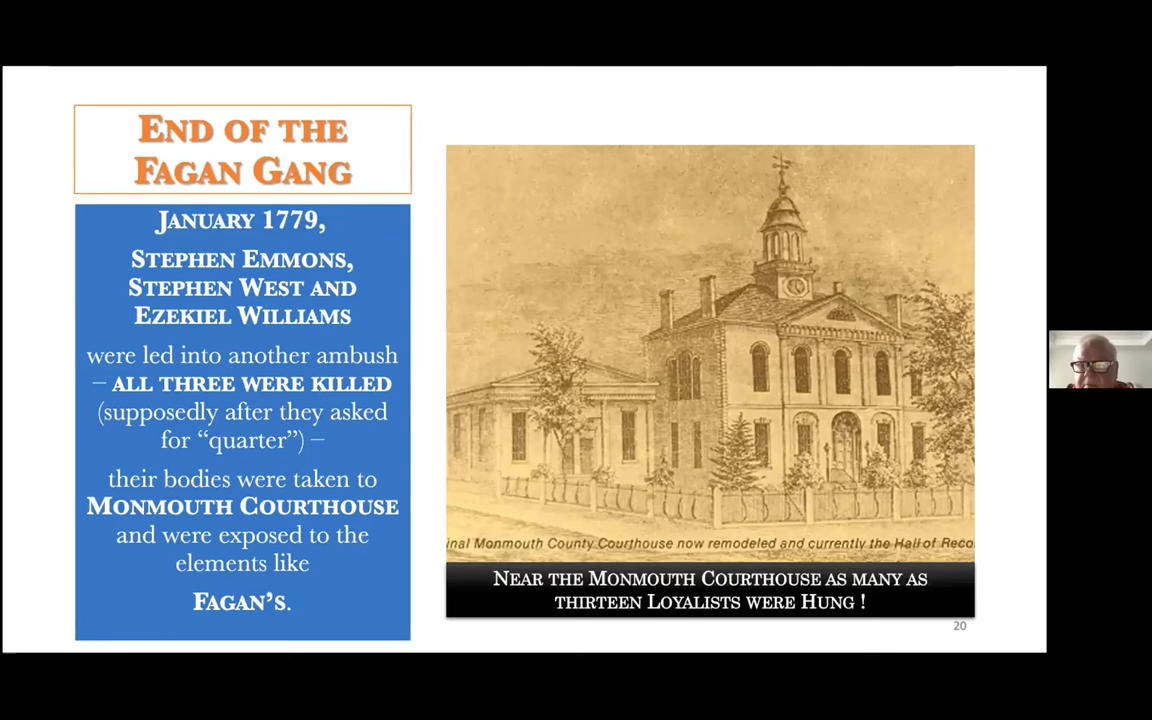 END OF THE
FAGAN GANG
JANUARY 1779,
STEPHEN EMMONS,
STEPHEN WEST AND
EZEKIEL WILLIAMS
were led into another ambush
– ALL THREE WERE KILLED
(supposedly after they asked
for “quarter”) –
their bodies were taken to
MONMOUTH COURTHOUSE
and were exposed to the
elements like
FAGAN’S.
inal Monmouth County Courthouse now remodeled and currently the Hall of Reco
NEAR THE MONMOUTH COURTHOUSE AS MANY AS
THIRTEEN LOYALISTS WERE HUNG !
20